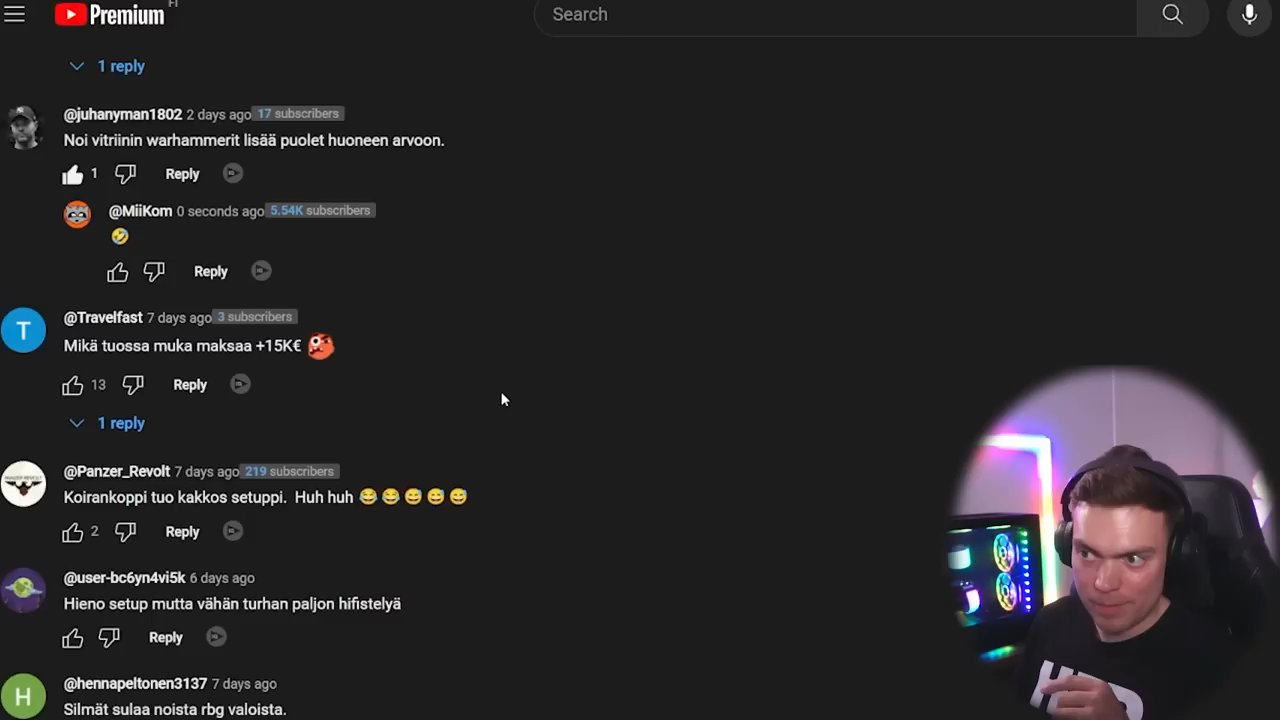 FI
Premium
Search
1 reply
@juhanyman1802 2 days ago 17 subscribers
Noi vitriinin warhammerit lisää puolet huoneen arvoon.
1 Reply
@MiiKom 0 seconds ago 5.54K subscribers
🤣
Reply
T
@Travelfast 7 days ago 3 subscribers
Mikä tuossa muka maksaa +15K€
13 Reply
1 reply
@Panzer_Revolt 7 days ago 219 subscribers
Koirankoppi tuo kakkos setuppi. Huh huh 😂😂😅😅😅
2 Reply
@user-bc6yn4vi5k 6 days ago
Hieno setup mutta vähän turhan paljon hifistelyä
Reply
H
@hennapeltonen3137 7 days ago
Silmät sulaa noista rbg valoista.